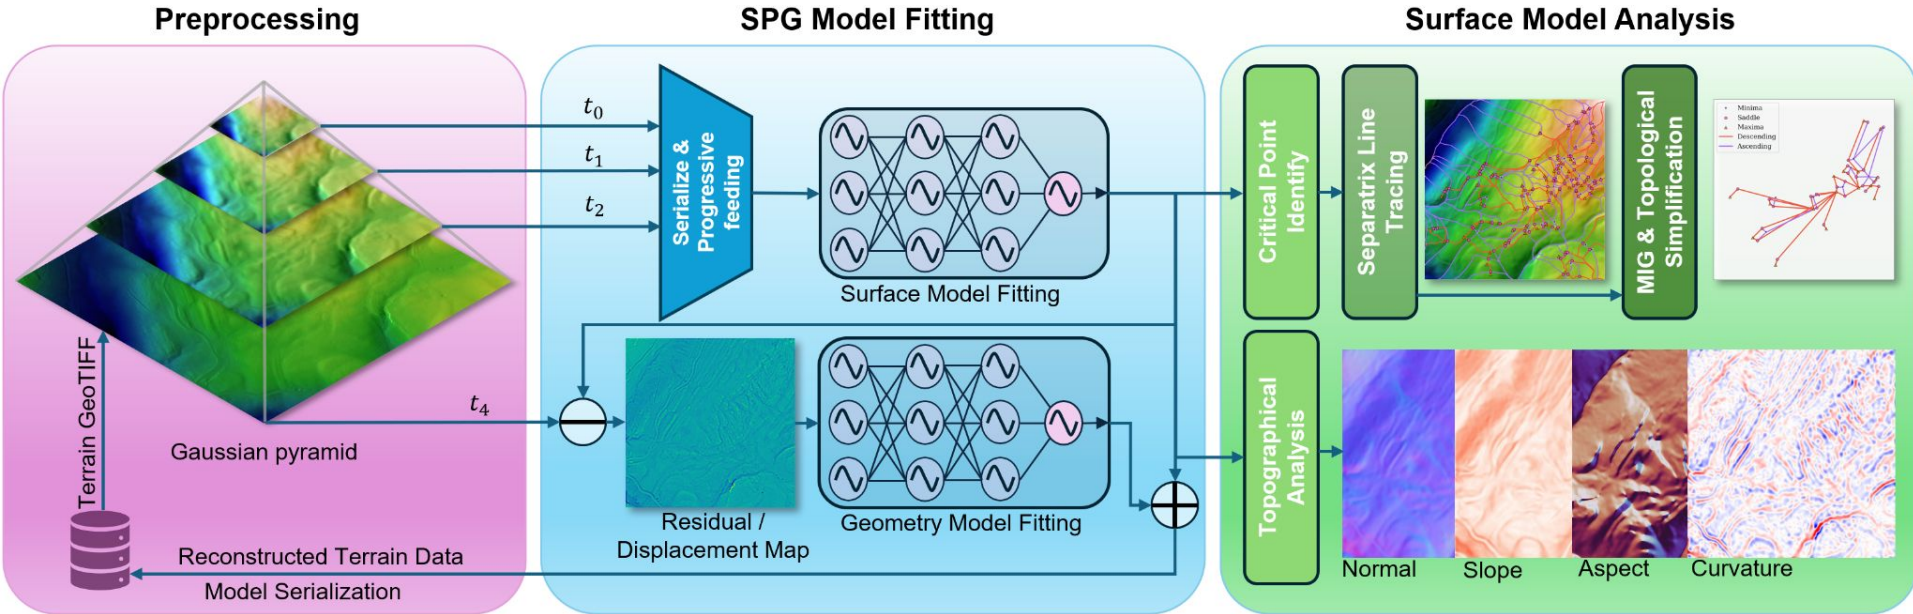 Preprocessing
SPG Model Fitting
Surface Model Analysis
t0
t1
t2
t4
Gaussian pyramid
Terrain GeoTIFF
Reconstructed Terrain Data
Model Serialization
Serialize &
Progressive
feeding
Surface Model Fitting
Residual /
Displacement Map
Geometry Model Fitting
Critical Point
Identify
Separatrix Line
Tracing
MIG & Topological
Simplification
Minima
Saddle
Maxima
Descending
Ascending
Topographical
Analysis
Normal
Slope
Aspect
Curvature